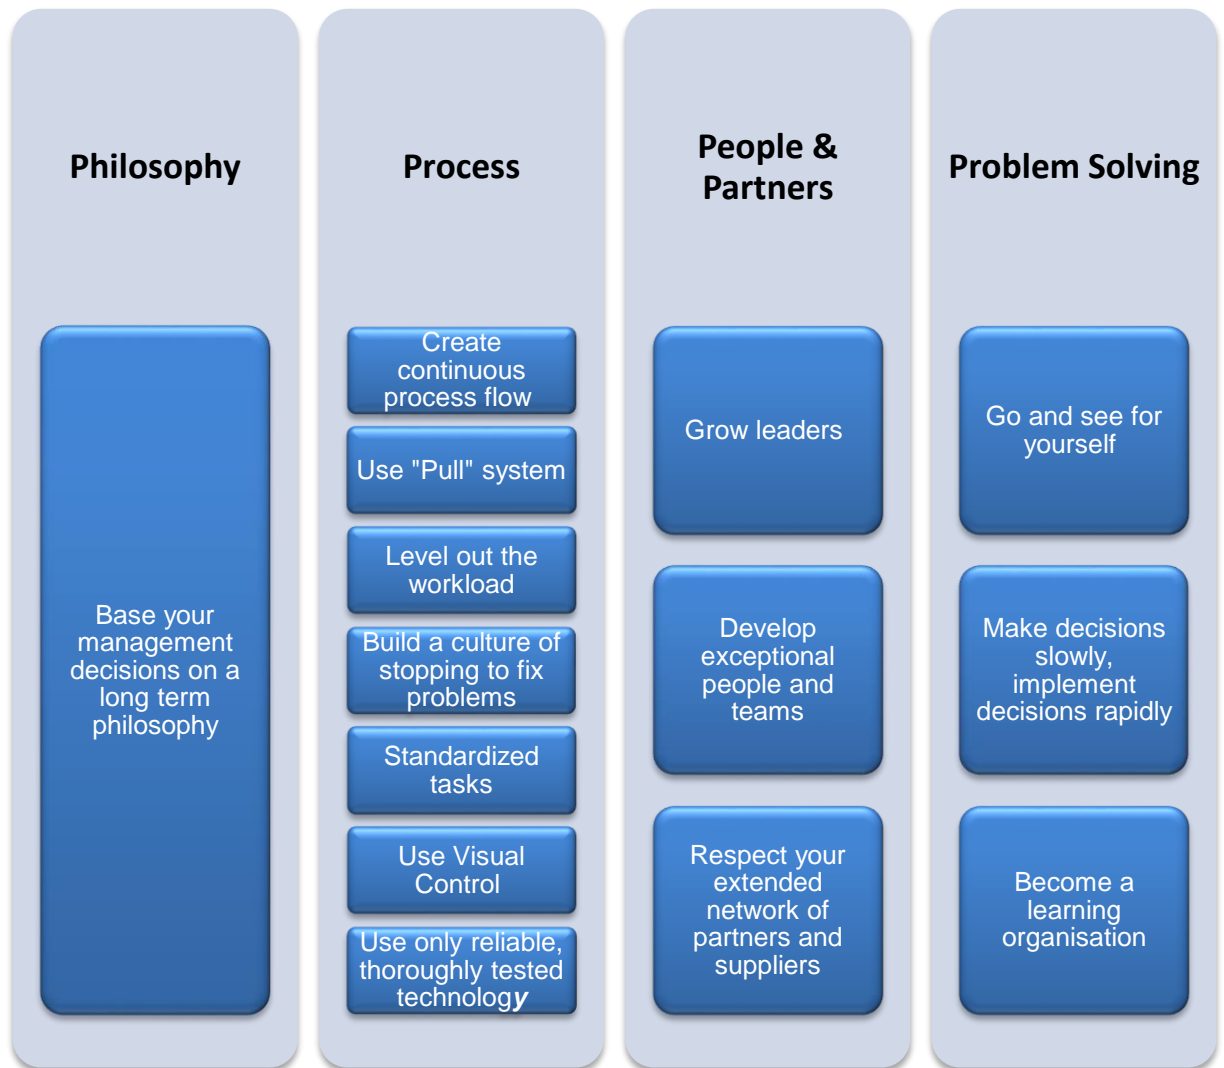 Philosophy
Base your
management
decisions on a
long term
philosophy
Process
Create
continuous
process flow
Use "Pull" system
Level out the
workload
Build a culture of
stopping to fix
problems
Standardized
tasks
Use Visual
Control
Use only reliable,
thoroughly tested
technology
People &
Partners
Grow leaders
Develop
exceptional
people and
teams
Respect your
extended
network of
partners and
suppliers
Problem Solving
Go and see for
yourself
Make decisions
slowly,
implement
decisions rapidly
Become a
learning
organisation